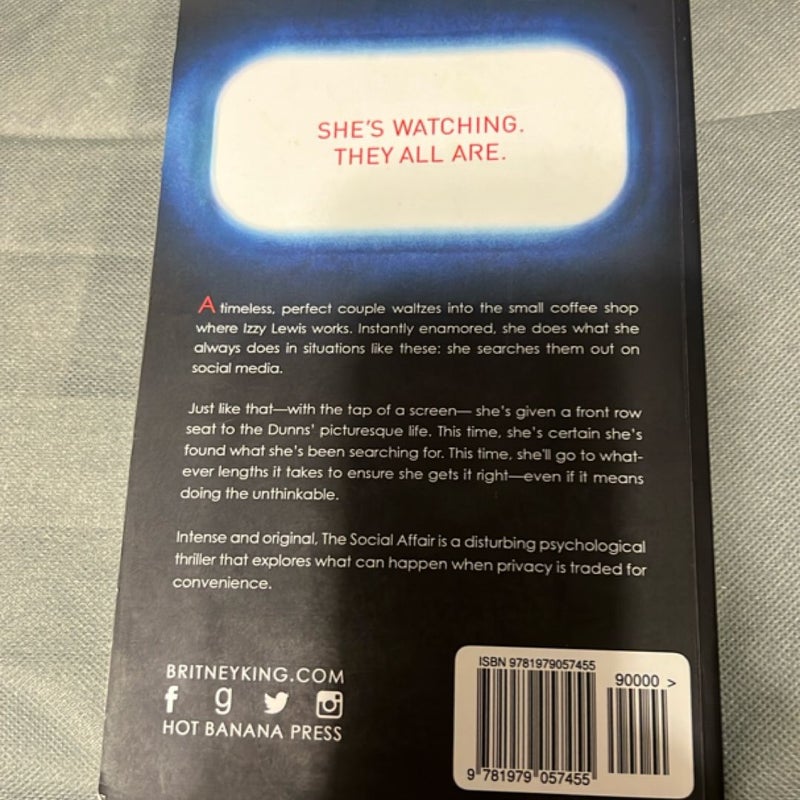 SHE'S WATCHING.
THEY ALL ARE.
A timeless, perfect couple waltzes into the small coffee shop
where Izzy Lewis works. Instantly enamored, she does what she
always does in situations like these: she searches them out on
social media.
Just like that—with the tap of a screen— she's given a front row
seat to the Dunns' picturesque life. This time, she's certain she's
found what she's been searching for. This time, she'll go to what-
ever lengths it takes to ensure she gets it right—even if it means
doing the unthinkable.
Intense and original, The Social Affair is a disturbing psychological
thriller that explores what can happen when privacy is traded for
convenience.
BRITNEYKING.COM
f g
HOT BANANA PRESS
ISBN 9781979057455
90000 >
9 781979 057455